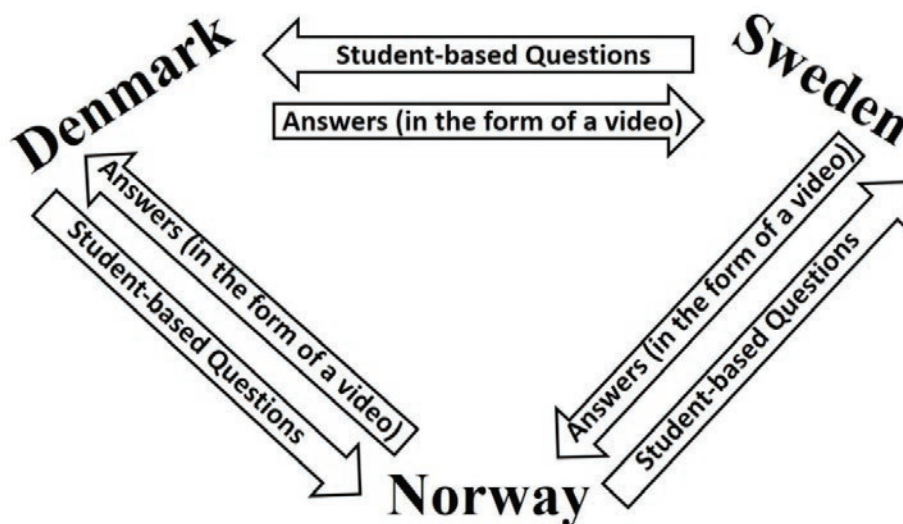 Denmark
Student-based Questions
Sweden
Answers (in the form of a video)
Answers (in the form of a video)
Student-based Questions
Answers (in the form of a video)
Student-based Questions
Norway